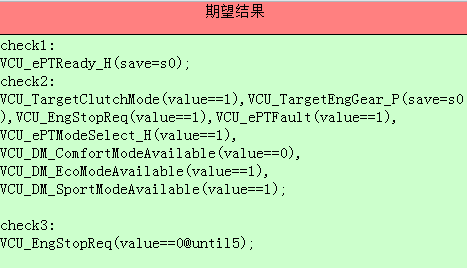 期望结果
check1:
VCU_ePTReady_H(save=s0);
check2:
VCU_TargetClutchMode(value==1),VCU_TargetEngGear_P(save=s0
),VCU_EngStopReq(value==1),VCU_ePTFault(value==1),
VCU_ePTModeSelect_H(value==1),
VCU_DM_ComfortModeAvailable(value==0),
VCU_DM_EcoModeAvailable(value==1),
VCU_DM_SportModeAvailable(value==1);
check3:
VCU_EngStopReq(value==0@until5);